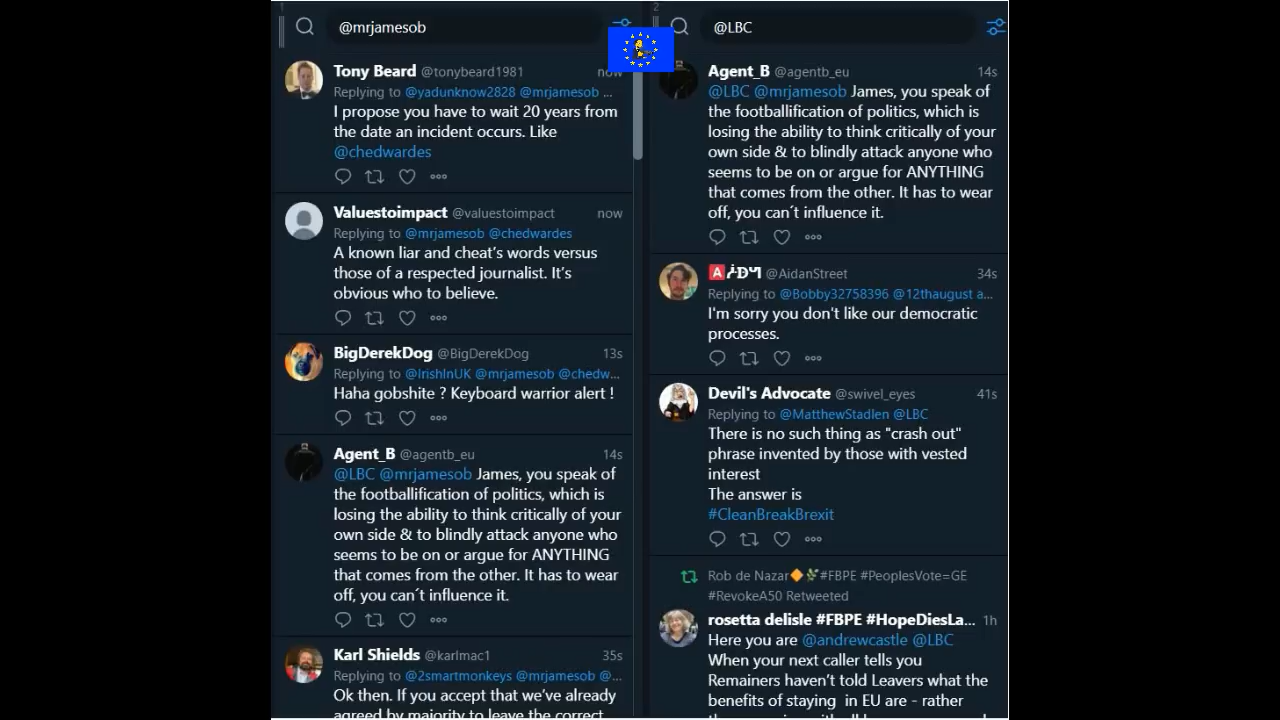 1
@mrjamesob
Tony Beard @tonybeard1981 now
Replying to @yadunknow2828 @mrjamesob ...
I propose you have to wait 20 years from
the date an incident occurs. Like
@chedwardes
Valuestoimpact @valuestoimpact now
Replying to @mrjamesob @chedwardes
A known liar and cheat’s words versus
those of a respected journalist. It’s
obvious who to believe.
BigDerekDog @BigDerekDog 13s
Replying to @IrishInUK @mrjamesob @chedw...
Haha gobshite ? Keyboard warrior alert !
Agent_B @agentb_eu 14s
@LBC @mrjamesob James, you speak of
the footballification of politics, which is
losing the ability to think critically of your
own side & to blindly attack anyone who
seems to be on or argue for ANYTHING
that comes from the other. It has to wear
off, you can´t influence it.
Karl Shields @karlmac1 35s
Replying to @2smartmonkeys @mrjamesob @...
Ok then. If you accept that we’ve already
agreed by majority to leave the correct
2
@LBC
Agent_B @agentb_eu 14s
@LBC @mrjamesob James, you speak of
the footballification of politics, which is
losing the ability to think critically of your
own side & to blindly attack anyone who
seems to be on or argue for ANYTHING
that comes from the other. It has to wear
off, you can´t influence it.
@AidanStreet 34s
Replying to @Bobby32758396 @12thaugust a...
I'm sorry you don't like our democratic
processes.
Devil's Advocate @swivel_eyes 41s
Replying to @MatthewStadlen @LBC
There is no such thing as "crash out"
phrase invented by those with vested
interest
The answer is
#CleanBreakBrexit
Rob de Nazar🔶🌿#FBPE #PeoplesVote=GE
#RevokeA50 Retweeted
rosetta delisle #FBPE #HopeDiesLa... 1h
Here you are @andrewcastle @LBC
When your next caller tells you
Remainers haven’t told Leavers what the
benefits of staying in EU are - rather